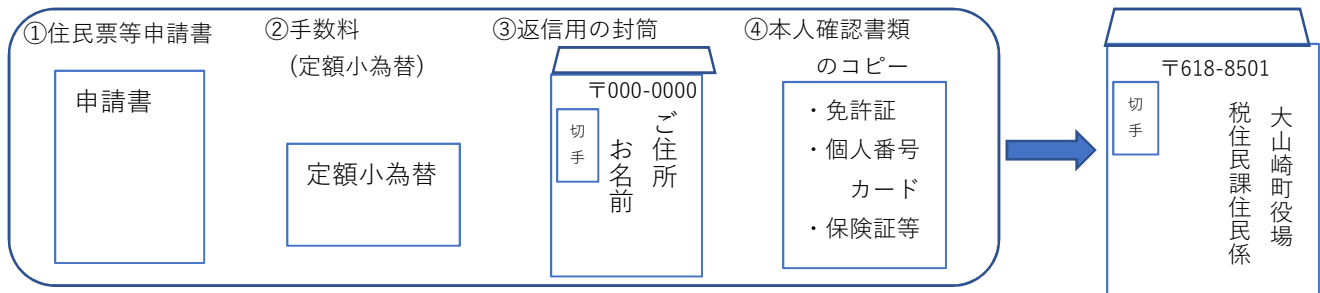 ①住民票等申請書
申請書
②手数料
(定額小為替)
定額小為替
③返信用の封筒
〒000-0000
切
手
ご住所
お名前
④本人確認書類
のコピー
・免許証
・個人番号
カード
・保険証等
〒618-8501
切
手
大山崎町役場
税住民課住民係